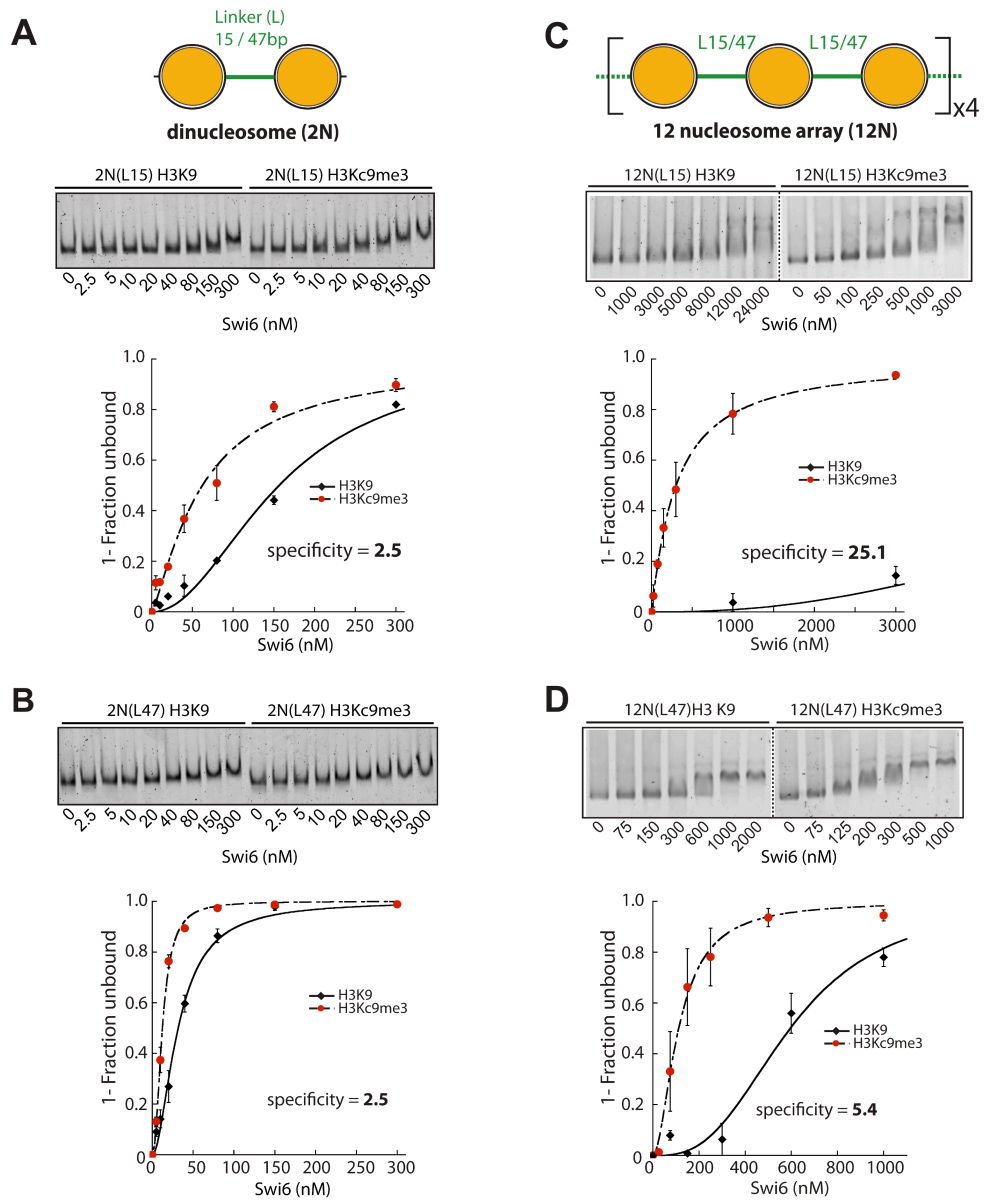 A
Linker (L)
15 / 47bp
dinucleosome (2N)
2N(L15) H3K9 2N(L15) H3Kc9me3
0 2.5 5 10 20 40 80 150 300 0 2.5 5 10 20 40 80 150 300
Swi6 (nM)
1.0
0.8
0.6
0.4
0.2
0
1- Fraction unbound
H3K9
H3Kc9me3
specificity = 2.5
0 50 100 150 200 250 300
Swi6 (nM)
B
2N(L47) H3K9 2N(L47) H3Kc9me3
0 2.5 5 10 20 40 80 150 300 0 2.5 5 10 20 40 80 150 300
Swi6 (nM)
1.0
0.8
0.6
0.4
0.2
0
1- Fraction unbound
H3K9
H3Kc9me3
specificity = 2.5
0 50 100 150 200 250 300
Swi6 (nM)
C
L15/47 L15/47
x4
12 nucleosome array (12N)
12N(L15) H3K9 12N(L15) H3Kc9me3
0 1000 3000 5000 8000 12000 24000 0 50 100 250 500 1000 3000
Swi6 (nM)
1.0
0.8
0.6
0.4
0.2
0
1- Fraction unbound
H3K9
H3Kc9me3
specificity = 25.1
0 1000 2000 3000
Swi6 (nM)
D
12N(L47)H3 K9 12N(L47) H3Kc9me3
0 75 150 300 600 1000 2000 0 75 125 200 300 500 1000
Swi6 (nM)
1.0
0.8
0.6
0.4
0.2
0
1- Fraction unbound
H3K9
H3Kc9me3
specificity = 5.4
0 200 400 600 800 1000
Swi6 (nM)